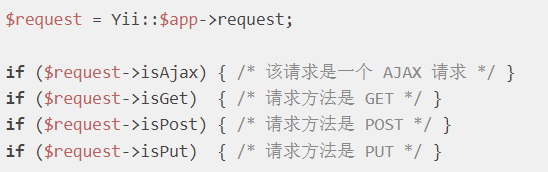 $request = Yii::$app->request;
if ($request->isAjax) { /* 该请求是一个 AJAX 请求 */ }
if ($request->isGet)  { /* 请求方法是 GET */ }
if ($request->isPost) { /* 请求方法是 POST */ }
if ($request->isPut)  { /* 请求方法是 PUT */ }